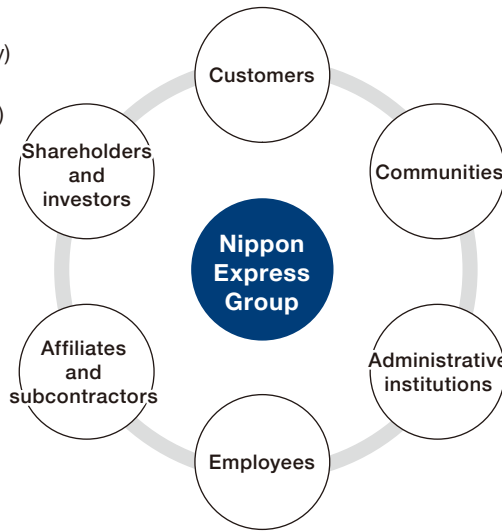 y)
)
Customers
Shareholders
and
investors
Communities
Nippon
Express
Group
Affiliates
and
subcontractors
Administrative
institutions
Employees